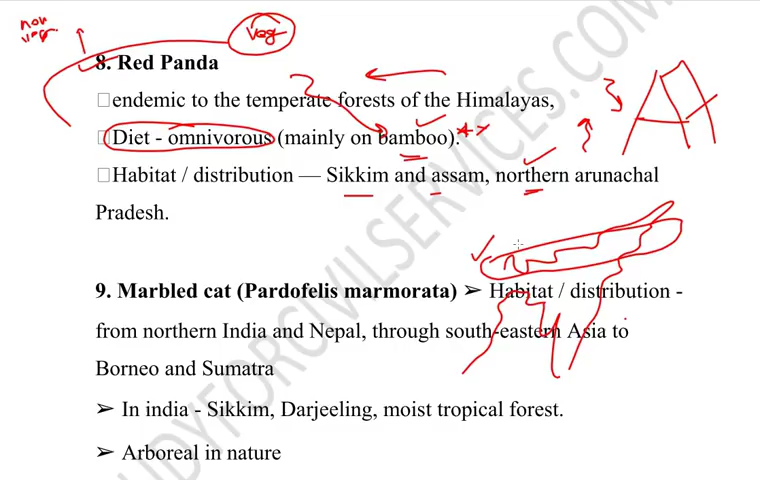 non
veg
veg
8. Red Panda
endemic to the temperate forests of the Himalayas,
Diet - omnivorous (mainly on bamboo).
Habitat / distribution — Sikkim and assam, northern arunachal
Pradesh.
9. Marbled cat (Pardofelis marmorata) ➢ Habitat / distribution -
from northern India and Nepal, through south-eastern Asia to
Borneo and Sumatra
➢ In india - Sikkim, Darjeeling, moist tropical forest.
➢ Arboreal in nature
UDYFORCIVILSERVICES.COM